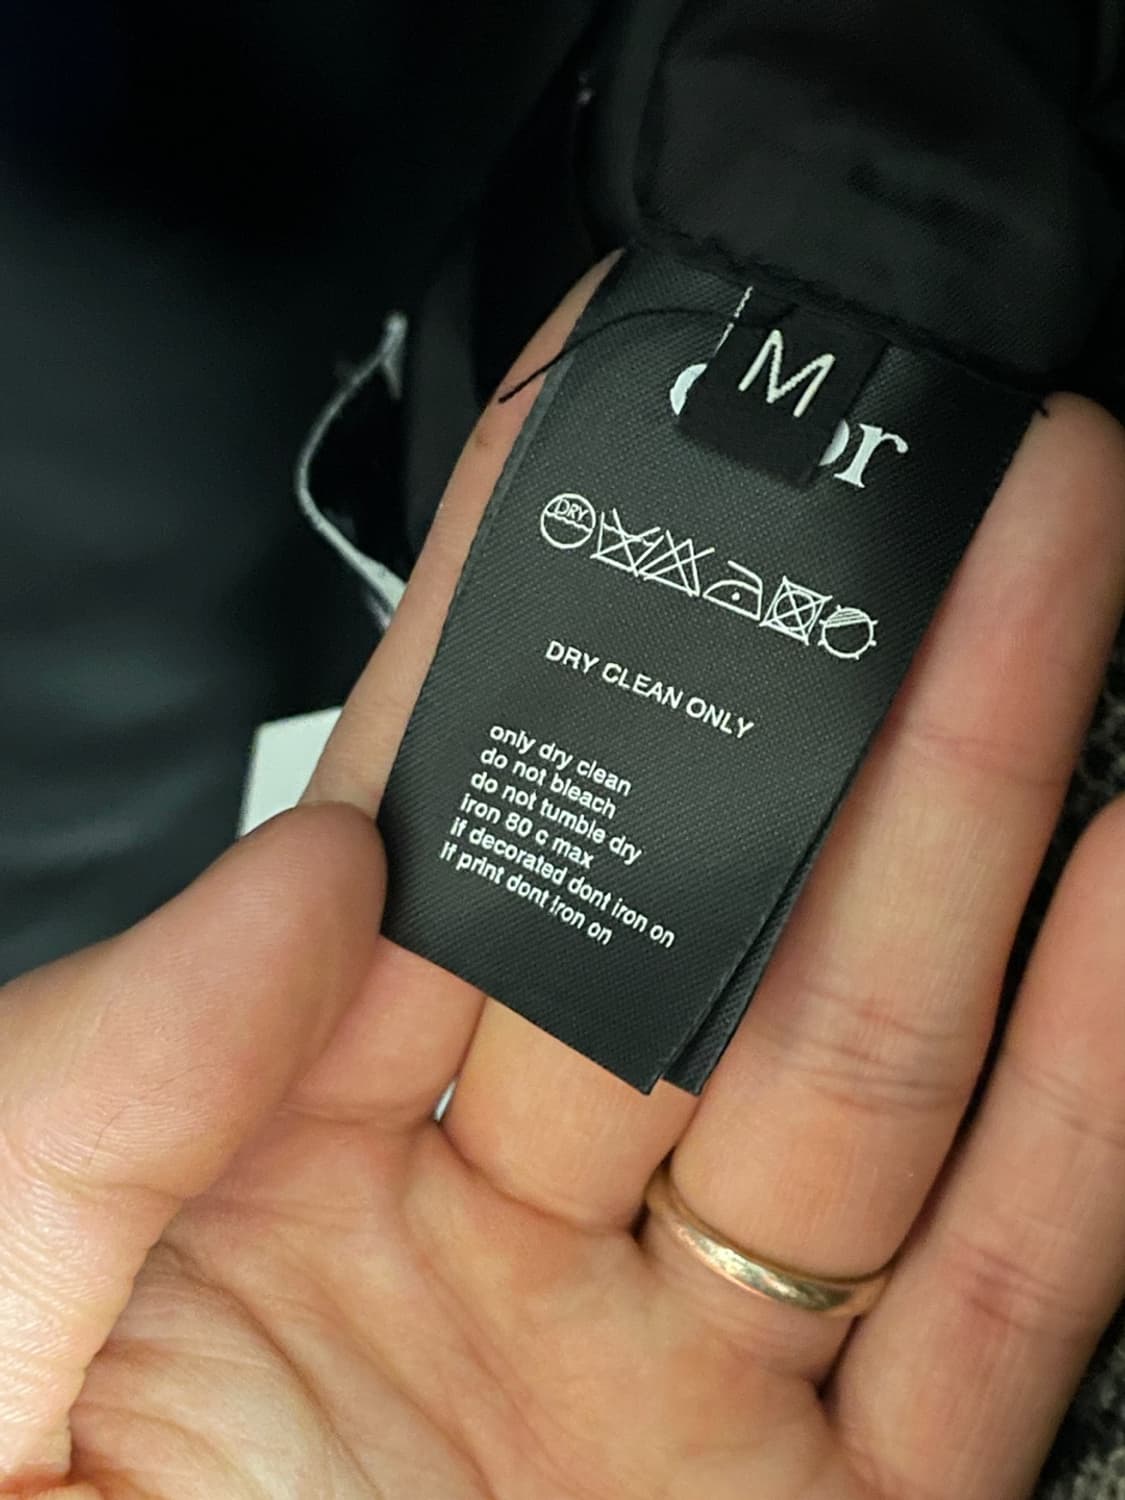 M
DRY
DRY CLEAN ONLY
only dry clean
do not bleach
do not tumble dry
iron 80 c max
if decorated dont iron on
if print dont iron on